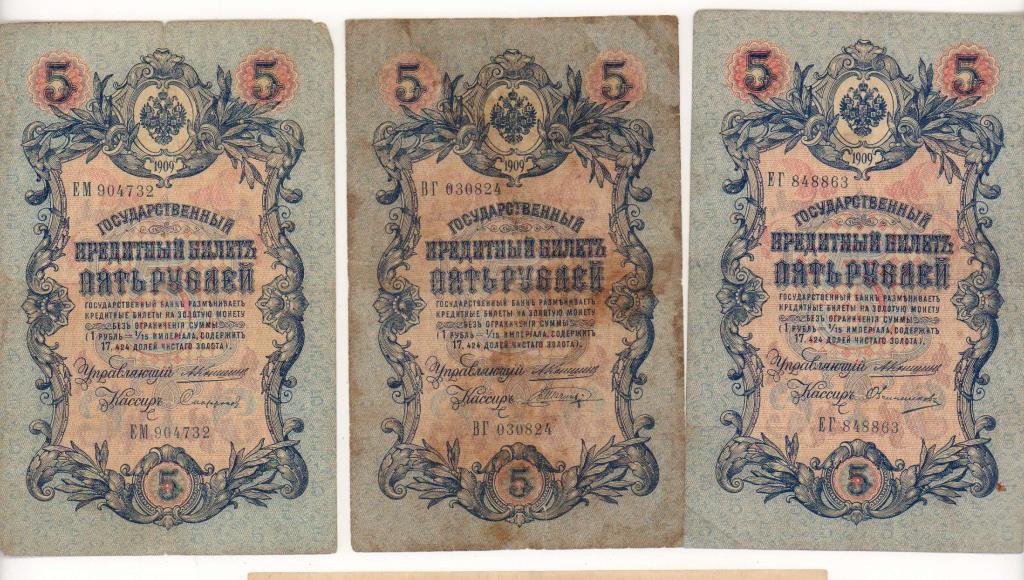 5 5
1909
ЕМ 904732
ГОСУДАРСТВЕННЫЙ
КРЕДИТНЫЙ БИЛЕТЪ
ПЯТЬ РУБЛЕЙ
ГОСУДАРСТВЕННЫЙ БАНКЪ РАЗМѢНИВАЕТЪ
КРЕДИТНЫЕ БИЛЕТЫ НА ЗОЛОТУЮ МОНЕТУ
БЕЗЪ ОГРАНИЧЕНІЯ СУММЫ
(1 РУБЛЬ = 1/15 ИМПЕРІАЛА, СОДЕРЖИТЪ
17,424 ДОЛЕЙ ЧИСТАГО ЗОЛОТА).
Управляющій
Кассиръ
ЕМ 904732
5
5 5
1909
ВГ 030824
ГОСУДАРСТВЕННЫЙ
КРЕДИТНЫЙ БИЛЕТЪ
ПЯТЬ РУБЛЕЙ
ГОСУДАРСТВЕННЫЙ БАНКЪ РАЗМѢНИВАЕТЪ
КРЕДИТНЫЕ БИЛЕТЫ НА ЗОЛОТУЮ МОНЕТУ
БЕЗЪ ОГРАНИЧЕНІЯ СУММЫ
(1 РУБЛЬ = 1/15 ИМПЕРІАЛА, СОДЕРЖИТЪ
17,424 ДОЛЕЙ ЧИСТАГО ЗОЛОТА).
Управляющій
Кассиръ
ВГ 030824
5
5 5
1909
ЕГ 848863
ГОСУДАРСТВЕННЫЙ
КРЕДИТНЫЙ БИЛЕТЪ
ПЯТЬ РУБЛЕЙ
ГОСУДАРСТВЕННЫЙ БАНКЪ РАЗМѢНИВАЕТЪ
КРЕДИТНЫЕ БИЛЕТЫ НА ЗОЛОТУЮ МОНЕТУ
БЕЗЪ ОГРАНИЧЕНІЯ СУММЫ
(1 РУБЛЬ = 1/15 ИМПЕРІАЛА, СОДЕРЖИТЪ
17,424 ДОЛЕЙ ЧИСТАГО ЗОЛОТА).
Управляющій
Кассиръ
ЕГ 848863
5